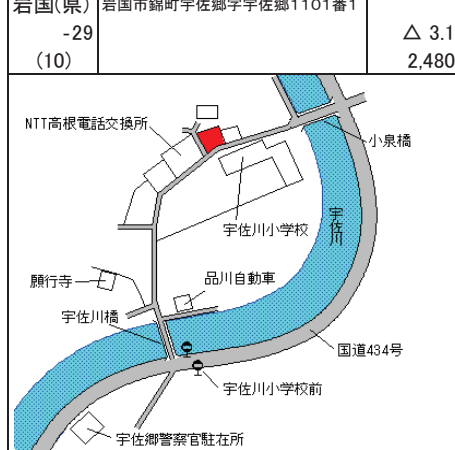 岩国(県)
-29
(10)
岩国市錦町宇佐郷字宇佐郷1101番1
△ 3.1
2,480
NTT高根電話交換所
小泉橋
宇佐川
宇佐川小学校
願行寺
品川自動車
宇佐川橋
国道434号
宇佐川小学校前
宇佐郷警察官駐在所